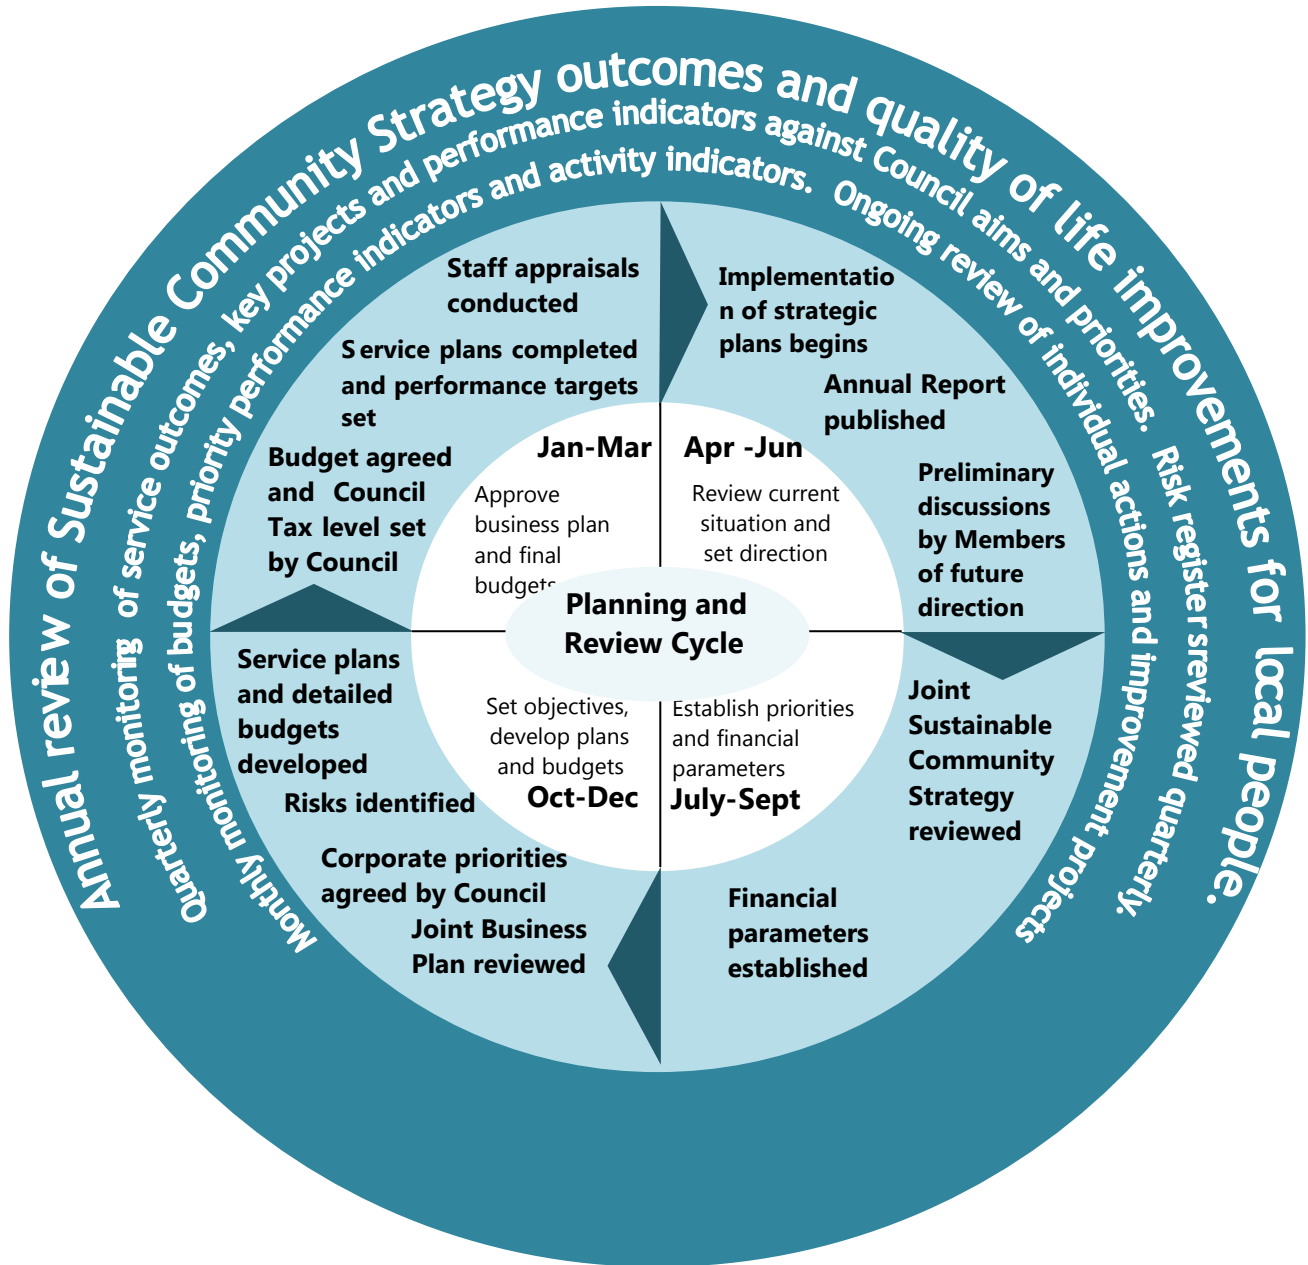 Annual review of Sustainable Community Strategy outcomes and quality of life improvements for local people.
Quarterly monitoring of service outcomes, key projects and performance indicators against Council aims and priorities. Risk registers reviewed quarterly.
Monthly monitoring of budgets, priority performance indicators and activity indicators. Ongoing review of individual actions and improvement projects
Staff appraisals
conducted
Service plans completed
and performance targets
set
Budget agreed
and Council
Tax level set
by Council
Implementatio
n of strategic
plans begins
Annual Report
published
Preliminary
discussions
by Members
of future
direction
Jan-Mar
Approve
business plan
and final
budgets
Apr -Jun
Review current
situation and
set direction
Planning and
Review Cycle
Service plans
and detailed
budgets
developed
Risks identified
Corporate priorities
agreed by Council
Joint Business
Plan reviewed
Set objectives,
develop plans
and budgets
Oct-Dec
Establish priorities
and financial
parameters
July-Sept
Joint
Sustainable
Community
Strategy
reviewed
Financial
parameters
established